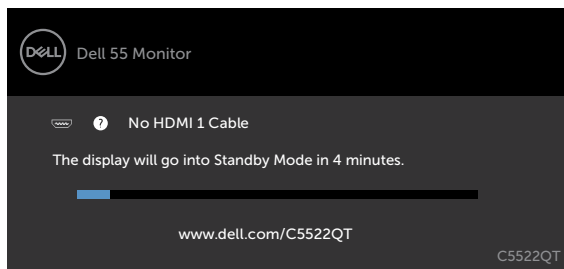 DELL
Dell 55 Monitor
? No HDMI 1 Cable
The display will go into Standby Mode in 4 minutes.
www.dell.com/C5522QT
C5522QT